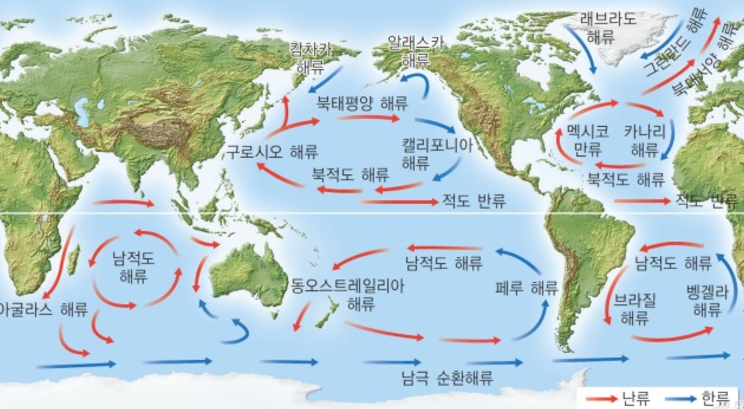 래브라도
해류
그린란드 해류
북대서양 해류
캄차카
해류
알래스카
해류
북태평양 해류
구로시오 해류
캘리포니아
해류
북적도 해류
적도 반류
멕시코
만류
카나리
해류
북적도 해류
적도 반류
남적도
해류
아굴라스 해류
동오스트레일리아
해류
남적도 해류
페루 해류
남적도 해류
브라질
해류
벵겔라
해류
남극 순환해류
난류
한류